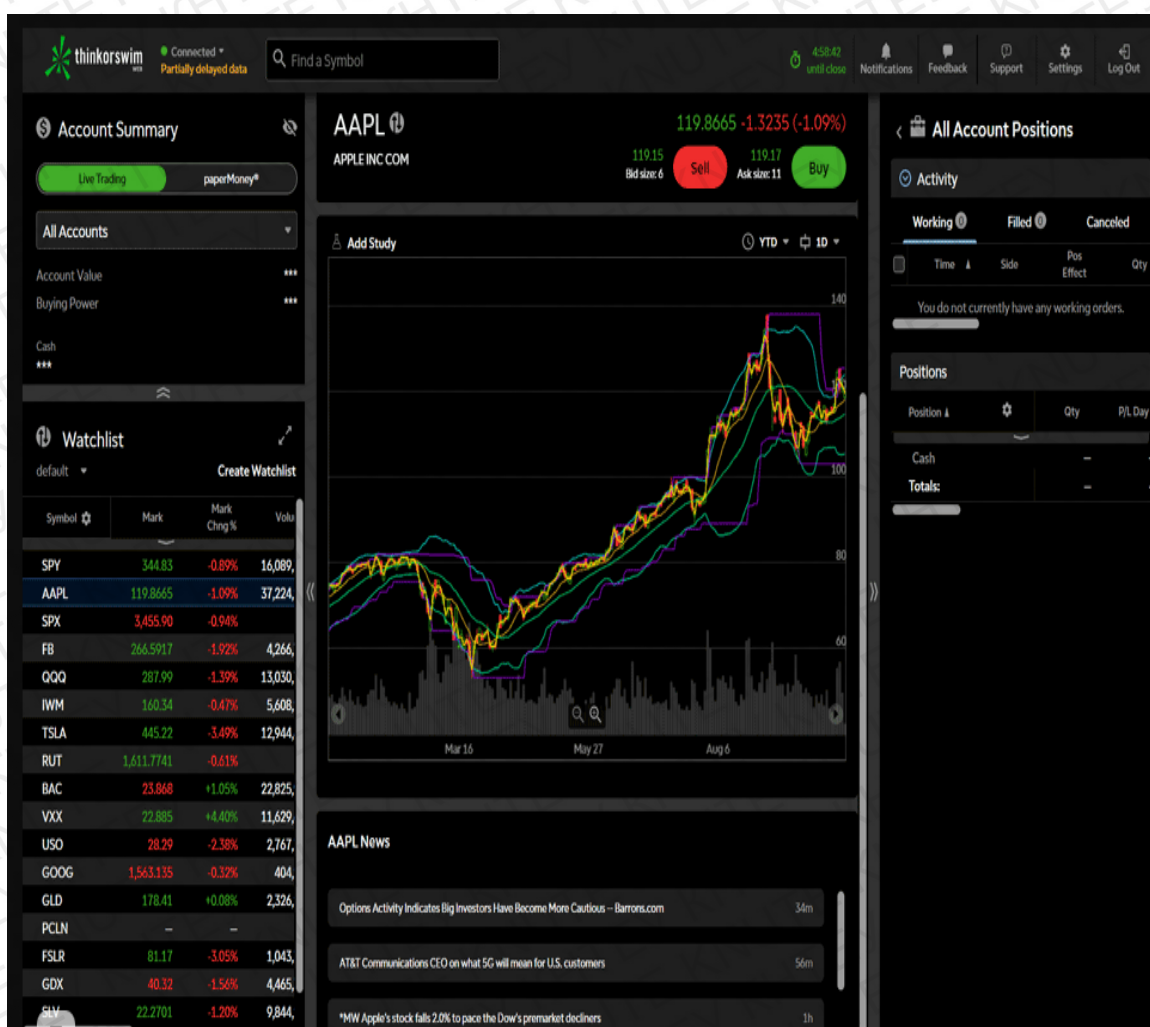 thinkorswim
web
Connected
Partially delayed data
Find a Symbol
4:58:42
until close
Notifications
Feedback
Support
Settings
Log Out
Account Summary
Live Trading
paperMoney®
All Accounts
Account Value ***
Buying Power ***
Cash
***
Watchlist
default
Create Watchlist
Symbol Mark Mark Chng % Volu
SPY 344.83 -0.89% 16,089,
AAPL 119.8665 -1.09% 37,224,
SPX 3,455.90 -0.94%
FB 266.5917 -1.92% 4,266,
QQQ 287.99 -1.39% 13,030,
IWM 160.34 -0.47% 5,608,
TSLA 445.22 -3.49% 12,944,
RUT 1,611.7741 -0.61%
BAC 23.868 +1.05% 22,825,
VXX 22.885 +4.40% 11,629,
USO 28.29 -2.38% 2,767,
GOOG 1,563.135 -0.32% 404,
GLD 178.41 +0.08% 2,326,
PCLN – –
FSLR 81.17 -3.05% 1,043,
GDX 40.32 -1.56% 4,465,
SLV 22.2701 -1.20% 9,844,
AAPL
APPLE INC COM
119.8665 -1.3235 (-1.09%)
119.15
Bid size: 6
Sell
119.17
Ask size: 11
Buy
Add Study
YTD
1D
140
100
80
60
Mar 16 May 27 Aug 6
AAPL News
Options Activity Indicates Big Investors Have Become More Cautious -- Barrons.com 34m
AT&T Communications CEO on what 5G will mean for U.S. customers 56m
*MW Apple's stock falls 2.0% to pace the Dow's premarket decliners 1h
All Account Positions
Activity
Working 0 Filled 0 Canceled
Time Side Pos Effect Qty
You do not currently have any working orders.
Positions
Position Qty P/L Day
Cash –
Totals: –